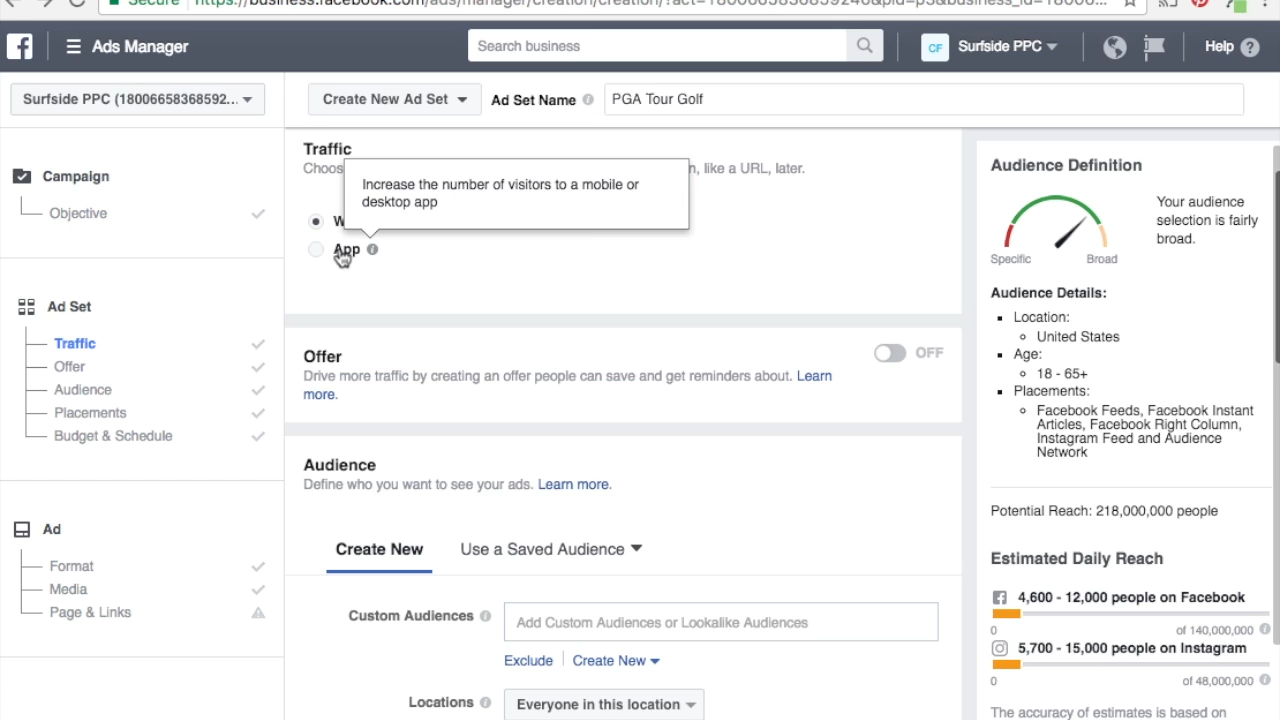 Secure
Ads Manager
Search business
CF
Surfside PPC
Help
Surfside PPC (18006658368592...
Create New Ad Set
Ad Set Name
PGA Tour Golf
Campaign
Objective
Ad Set
Traffic
Offer
Audience
Placements
Budget & Schedule
Ad
Format
Media
Page & Links
Traffic
Choos
n, like a URL, later.
Increase the number of visitors to a mobile or
desktop app
W
App
Offer
OFF
Drive more traffic by creating an offer people can save and get reminders about. Learn
more.
Audience
Define who you want to see your ads. Learn more.
Create New
Use a Saved Audience
Custom Audiences
Add Custom Audiences or Lookalike Audiences
Exclude
Create New
Locations
Everyone in this location
Audience Definition
Your audience
selection is fairly
broad.
Specific
Broad
Audience Details:
Location:
United States
Age:
18 - 65+
Placements:
Facebook Feeds, Facebook Instant
Articles, Facebook Right Column,
Instagram Feed and Audience
Network
Potential Reach: 218,000,000 people
Estimated Daily Reach
4,600 - 12,000 people on Facebook
0
of 140,000,000
5,700 - 15,000 people on Instagram
0
of 48,000,000
The accuracy of estimates is based on